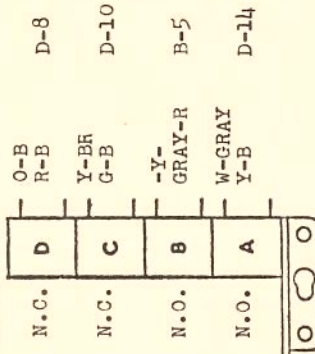 O-B
N.C. D R-B D-8
Y-BR
N.C. C G-B D-10
-Y-
N.O. B GRAY-R B-5
W-GRAY
N.O. A Y-B D-14